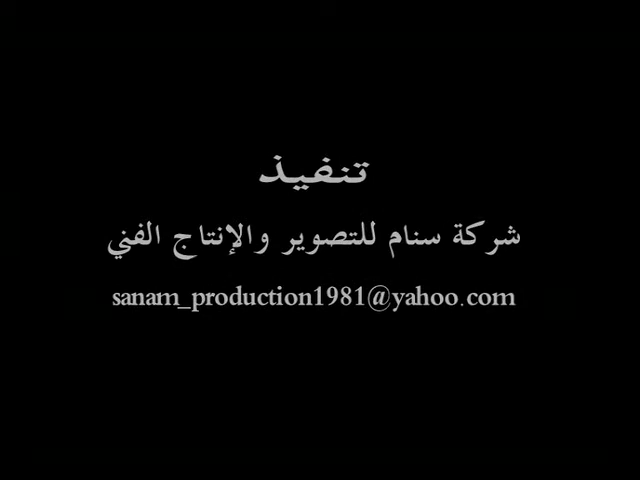 تنفيذ
شركة سنام للتصوير والإنتاج الفني
sanam_production1981@yahoo.com